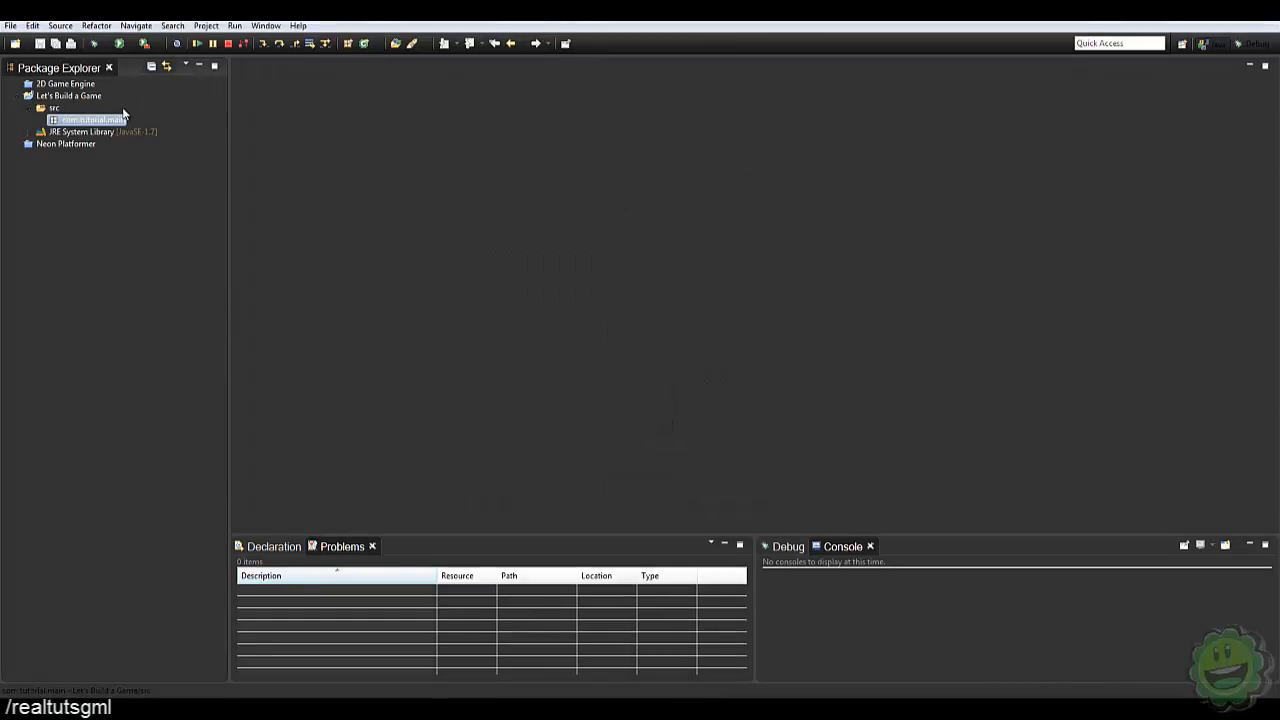 File Edit Source Refactor Navigate Search Project Run Window Help
Quick Access
Java
Debug
Package Explorer
2D Game Engine
Let's Build a Game
src
com.tutorial.main
JRE System Library [JavaSE-1.7]
Neon Platformer
Declaration
Problems
0 items
Description Resource Path Location Type
Debug
Console
No consoles to display at this time.
com.tutorial.main - Let's Build a Game/src
/realtutsgml